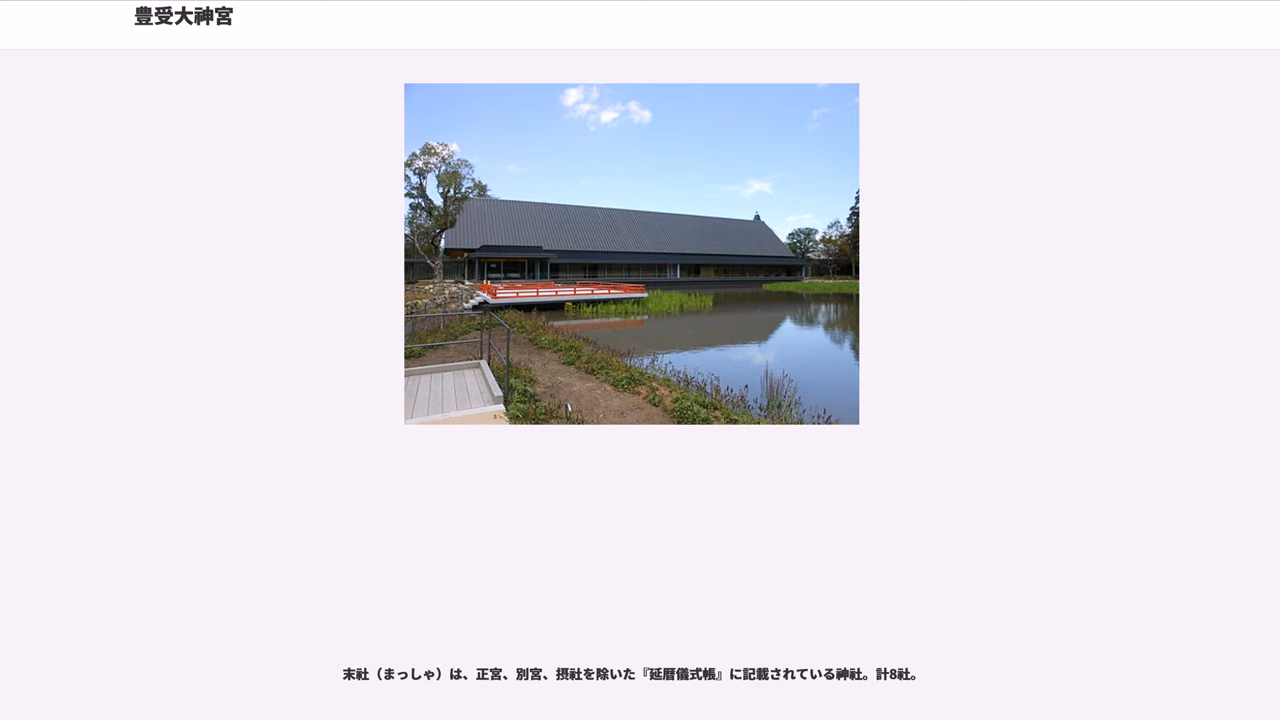 豊受大神宮
末社（まっしゃ）は、正宮、別宮、摂社を除いた『延暦儀式帳』に記載されている神社。計8社。